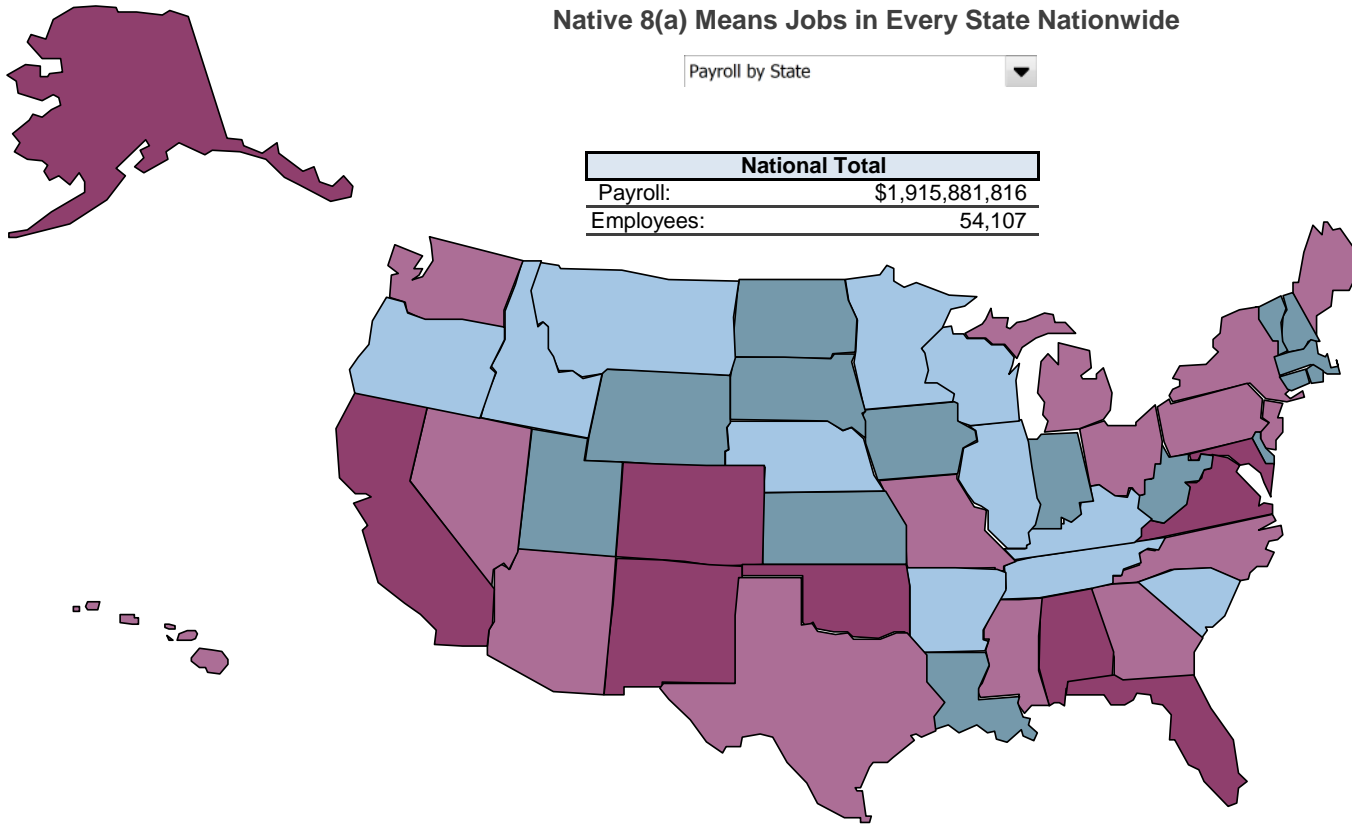 Native 8(a) Means Jobs in Every State Nationwide
Payroll by State
National Total
Payroll: $1,915,881,816
Employees: 54,107